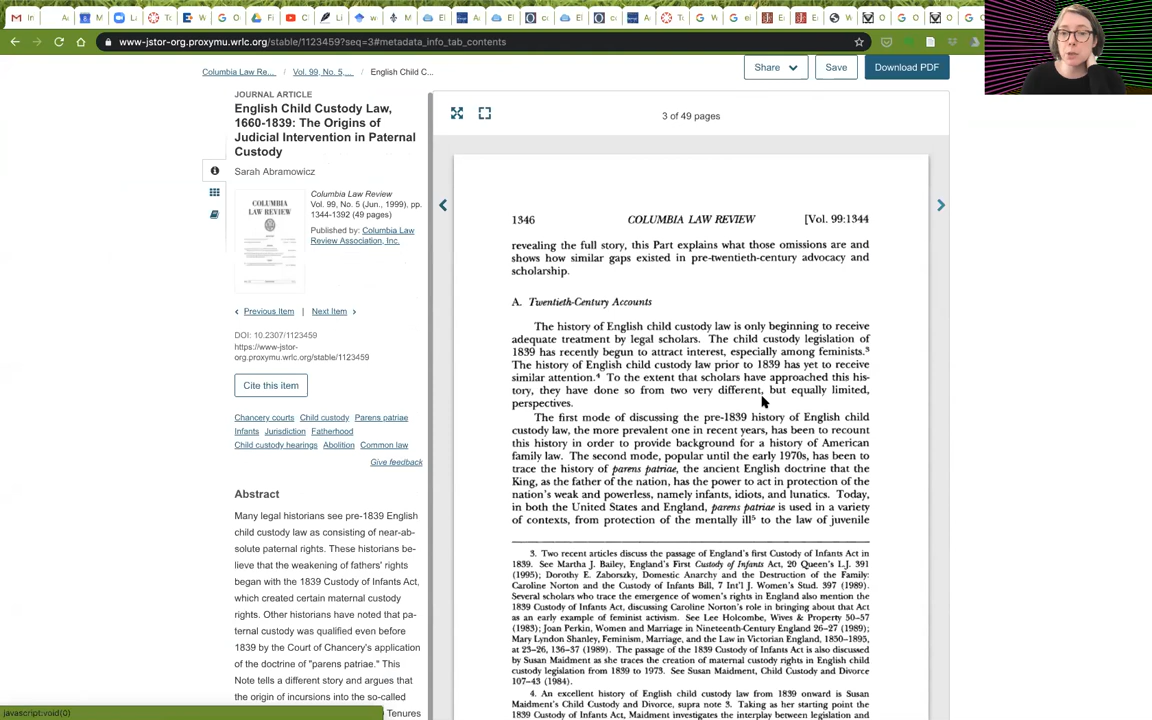 www-jstor-org.proxymu.wrlc.org/stable/1123459?seq=3#metadata_info_tab_contents
Columbia Law Re...
/
Vol. 99, No. 5,...
/
English Child C...
Share
Save
Download PDF
JOURNAL ARTICLE
English Child Custody Law,
1660-1839: The Origins of
Judicial Intervention in Paternal
Custody
Sarah Abramowicz
COLUMBIA
LAW REVIEW
Columbia Law Review
Vol. 99, No. 5 (Jun., 1999), pp.
1344-1392 (49 pages)
Published by: Columbia Law
Review Association, Inc.
Previous Item | Next Item
DOI: 10.2307/1123459
https://www-jstor-
org.proxymu.wrlc.org/stable/1123459
Cite this item
Chancery courts Child custody Parens patriae
Infants Jurisdiction Fatherhood
Child custody hearings Abolition Common law
Give feedback
Abstract
Many legal historians see pre-1839 English
child custody law as consisting of near-ab-
solute paternal rights. These historians be-
lieve that the weakening of fathers' rights
began with the 1839 Custody of Infants Act,
which created certain maternal custody
rights. Other historians have noted that pa-
ternal custody was qualified even before
1839 by the Court of Chancery's application
of the doctrine of "parens patriae." This
Note tells a different story and argues that
the origin of incursions into the so-called
Tenures
javascript:void(0)
3 of 49 pages
1346 COLUMBIA LAW REVIEW [Vol. 99:1344
revealing the full story, this Part explains what those omissions are and
shows how similar gaps existed in pre-twentieth-century advocacy and
scholarship.
A. Twentieth-Century Accounts
The history of English child custody law is only beginning to receive
adequate treatment by legal scholars. The child custody legislation of
1839 has recently begun to attract interest, especially among feminists.3
The history of English child custody law prior to 1839 has yet to receive
similar attention.4 To the extent that scholars have approached this his-
tory, they have done so from two very different, but equally limited,
perspectives.
The first mode of discussing the pre-1839 history of English child
custody law, the more prevalent one in recent years, has been to recount
this history in order to provide background for a history of American
family law. The second mode, popular until the early 1970s, has been to
trace the history of parens patriae, the ancient English doctrine that the
King, as the father of the nation, has the power to act in protection of the
nation's weak and powerless, namely infants, idiots, and lunatics. Today,
in both the United States and England, parens patriae is used in a variety
of contexts, from protection of the mentally ill5 to the law of juvenile
3. Two recent articles discuss the passage of England's first Custody of Infants Act in
1839. See Martha J. Bailey, England's First Custody of Infants Act, 20 Queen's L.J. 391
(1995); Dorothy E. Zaborszky, Domestic Anarchy and the Destruction of the Family:
Caroline Norton and the Custody of Infants Bill, 7 Int'l J. Women's Stud. 397 (1989).
Several scholars who trace the emergence of women's rights in England also mention the
1839 Custody of Infants Act, discussing Caroline Norton's role in bringing about that Act
as an early example of feminist activism. See Lee Holcombe, Wives & Property 50-57
(1983); Joan Perkin, Women and Marriage in Nineteenth-Century England 26-27 (1989);
Mary Lyndon Shanley, Feminism, Marriage, and the Law in Victorian England, 1850-1895,
at 23-26, 136-37 (1989). The passage of the 1839 Custody of Infants Act is also discussed
by Susan Maidment as she traces the creation of maternal custody rights in English child
custody legislation from 1839 to 1973. See Susan Maidment, Child Custody and Divorce
107-43 (1984).
4. An excellent history of English child custody law from 1839 onward is Susan
Maidment's Child Custody and Divorce, supra note 3. Taking as her starting point the
1839 Custody of Infants Act, Maidment investigates the interplay between legislation and